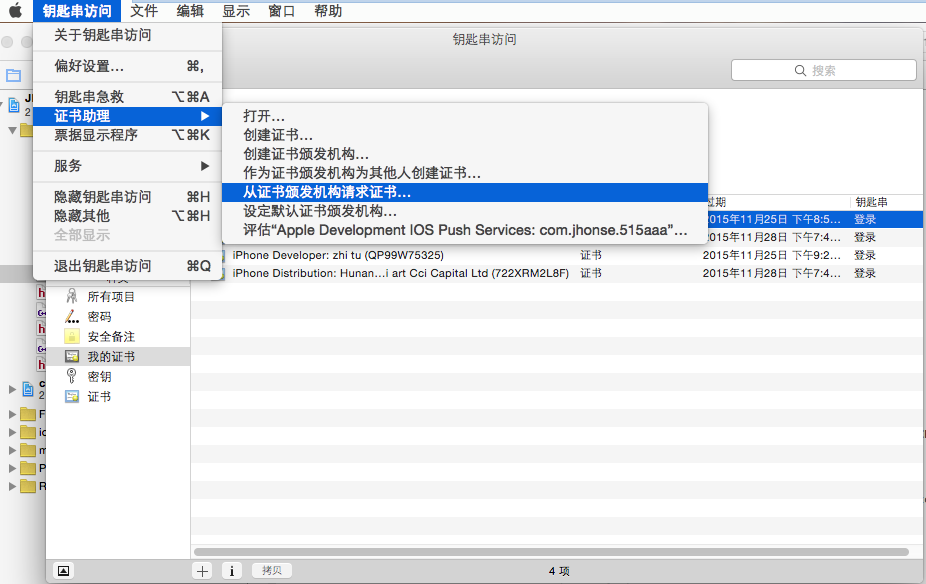 钥匙串访问 文件 编辑 显示 窗口 帮助
关于钥匙串访问
钥匙串访问
偏好设置... ⌘,
搜索
钥匙串急救 ⌥⌘A
证书助理 ▶
票据显示程序 ⌥⌘K
服务 ▶
隐藏钥匙串访问 ⌘H
隐藏其他 ⌥⌘H
全部显示
退出钥匙串访问 ⌘Q
打开...
创建证书...
创建证书颁发机构...
作为证书颁发机构为其他人创建证书...
从证书颁发机构请求证书...
设定默认证书颁发机构...
评估“Apple Development IOS Push Services: com.jhonse.515aaa”...
过期 钥匙串
2015年11月25日 下午8:5... 登录
2015年11月28日 下午7:4... 登录
iPhone Developer: zhi tu (QP99W75325) 证书 2015年11月25日 下午9:2... 登录
iPhone Distribution: Hunan...i art Cci Capital Ltd (722XRM2L8F) 证书 2015年11月28日 下午7:4... 登录
所有项目
密码
安全备注
我的证书
密钥
证书
拷贝
4 项